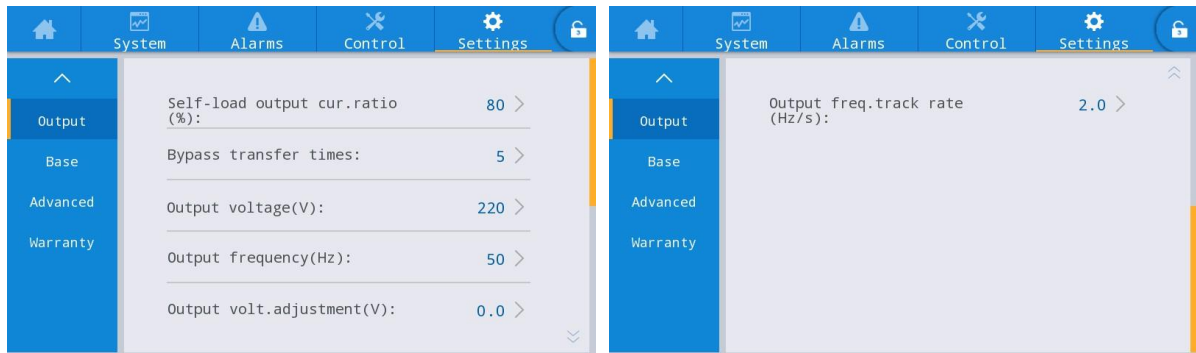 System Alarms Control Settings
Output
Base
Advanced
Warranty
Self-load output cur.ratio
(%): 80
Bypass transfer times: 5
Output voltage(V): 220
Output frequency(Hz): 50
Output volt.adjustment(V): 0.0
System Alarms Control Settings
Output
Base
Advanced
Warranty
Output freq.track rate
(Hz/s): 2.0